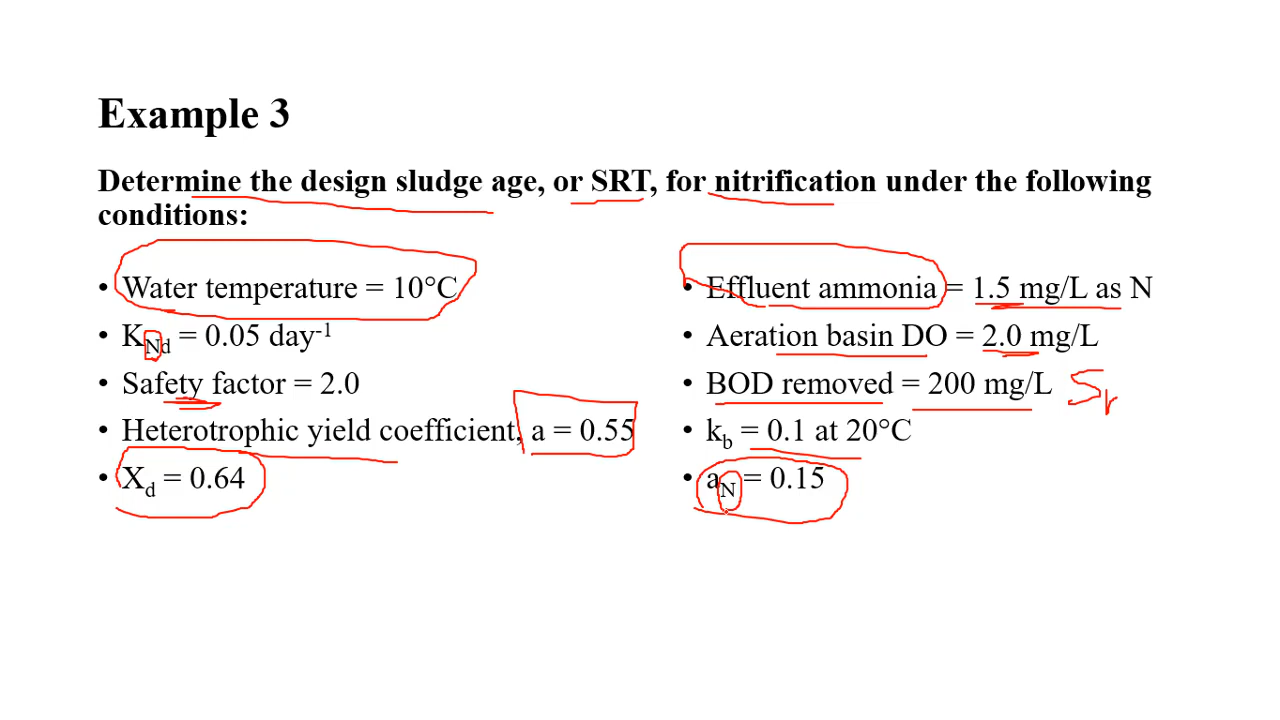 Example 3
Determine the design sludge age, or SRT, for nitrification under the following
conditions:
• Water temperature = 10°C
• K_Nd = 0.05 day⁻¹
• Safety factor = 2.0
• Heterotrophic yield coefficient, a = 0.55
• X_d = 0.64
• Effluent ammonia = 1.5 mg/L as N
• Aeration basin DO = 2.0 mg/L
• BOD removed = 200 mg/L Sr
• k_b = 0.1 at 20°C
• a_N = 0.15